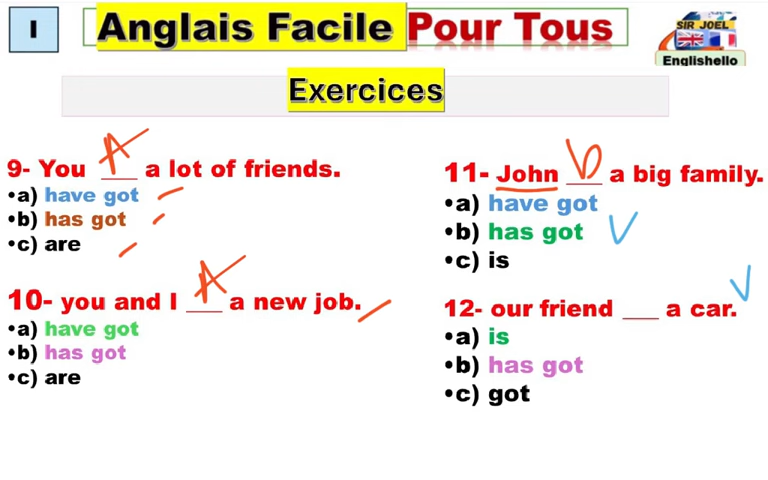 I
Anglais Facile Pour Tous
SIR JOEL
Englishello
Exercices
9- You A ___ a lot of friends.
•a) have got
•b) has got
•c) are
10- you and I A ___ a new job.
•a) have got
•b) has got
•c) are
11- John b ___ a big family.
•a) have got
•b) has got
•c) is
12- our friend ___ a car.
•a) is
•b) has got
•c) got